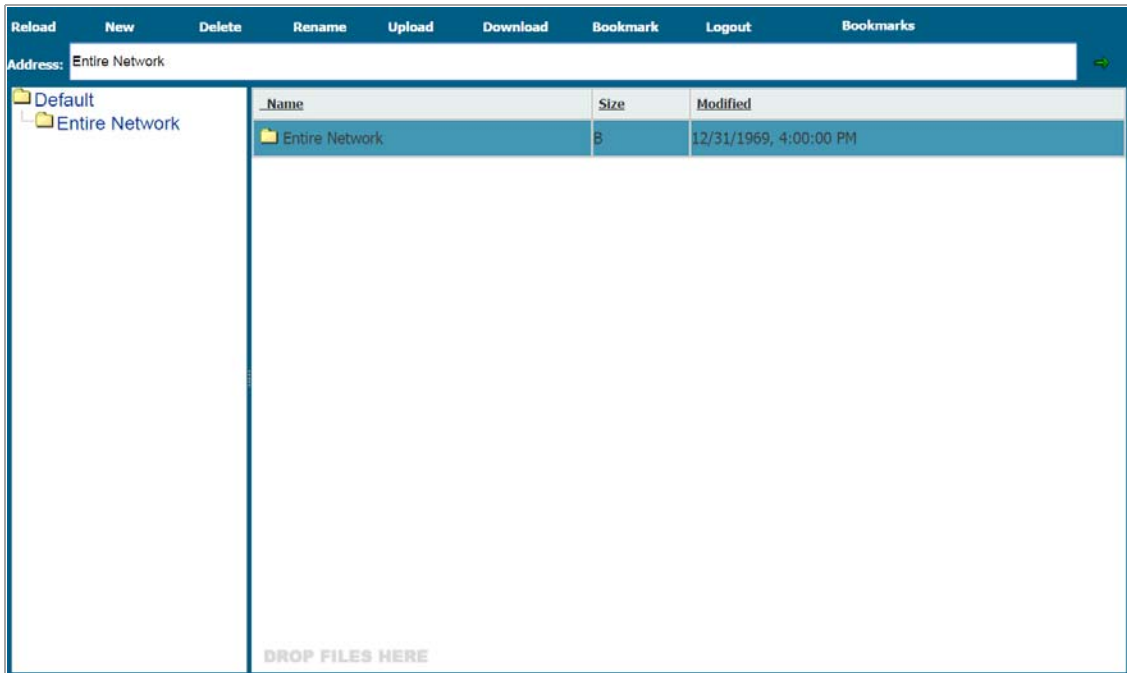 Reload New Delete Rename Upload Download Bookmark Logout Bookmarks
Address: Entire Network
Default
Entire Network
Name Size Modified
Entire Network B 12/31/1969, 4:00:00 PM
DROP FILES HERE